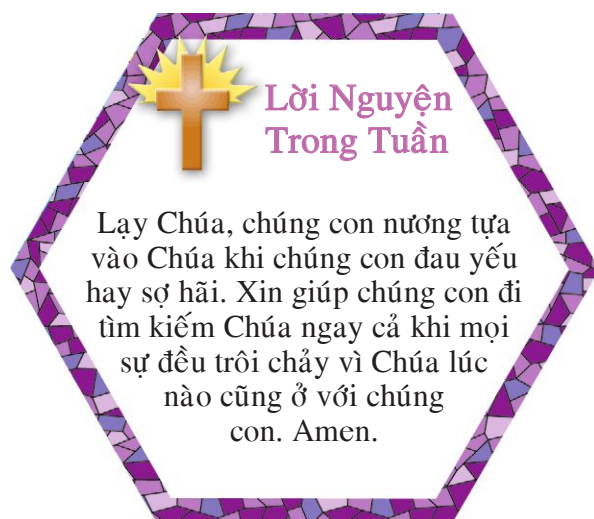 Lời Nguyện
Trong Tuần
Lạy Chúa, chúng con nương tựa
vào Chúa khi chúng con đau yếu
hay sợ hãi. Xin giúp chúng con đi
tìm kiếm Chúa ngay cả khi mọi
sự đều trôi chảy vì Chúa lúc
nào cũng ở với chúng
con. Amen.